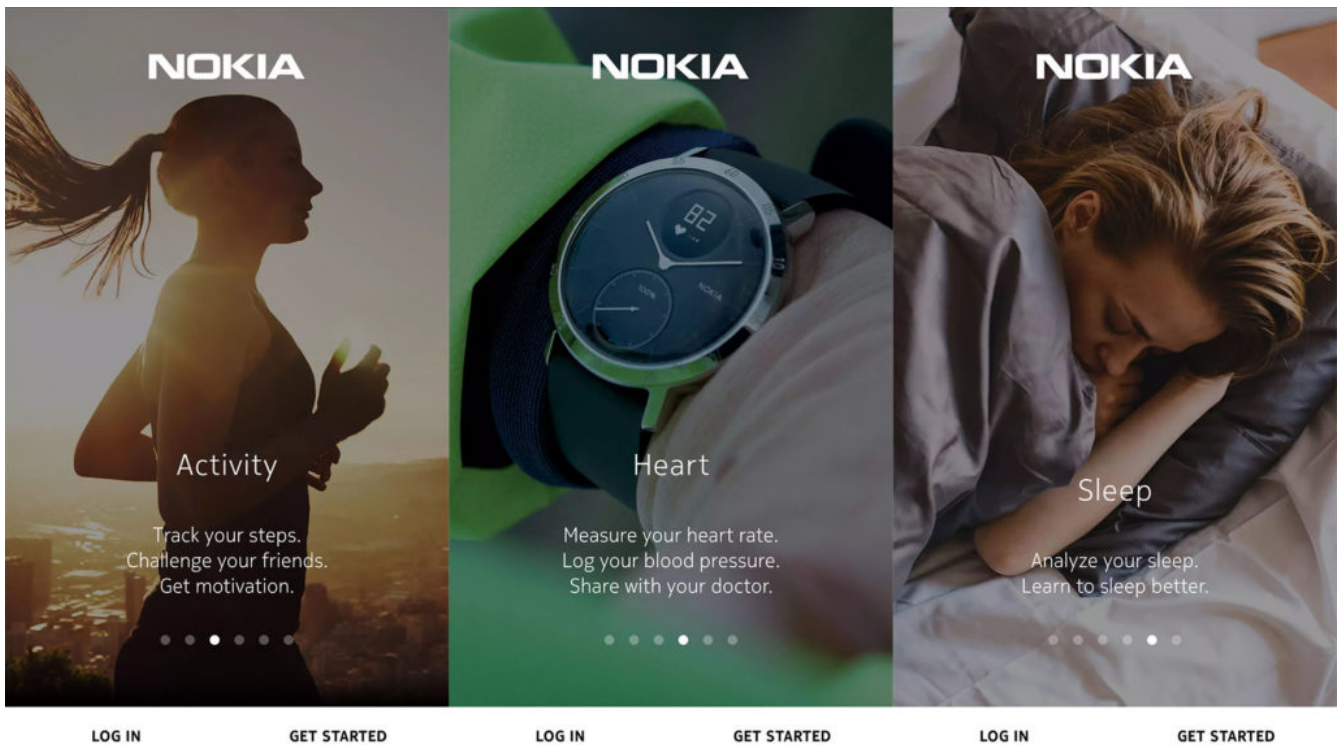 NOKIA
Activity
Track your steps.
Challenge your friends.
Get motivation.
LOG IN
GET STARTED
NOKIA
82
100%
NOKIA
Heart
Measure your heart rate.
Log your blood pressure.
Share with your doctor.
LOG IN
GET STARTED
NOKIA
Sleep
Analyze your sleep.
Learn to sleep better.
LOG IN
GET STARTED